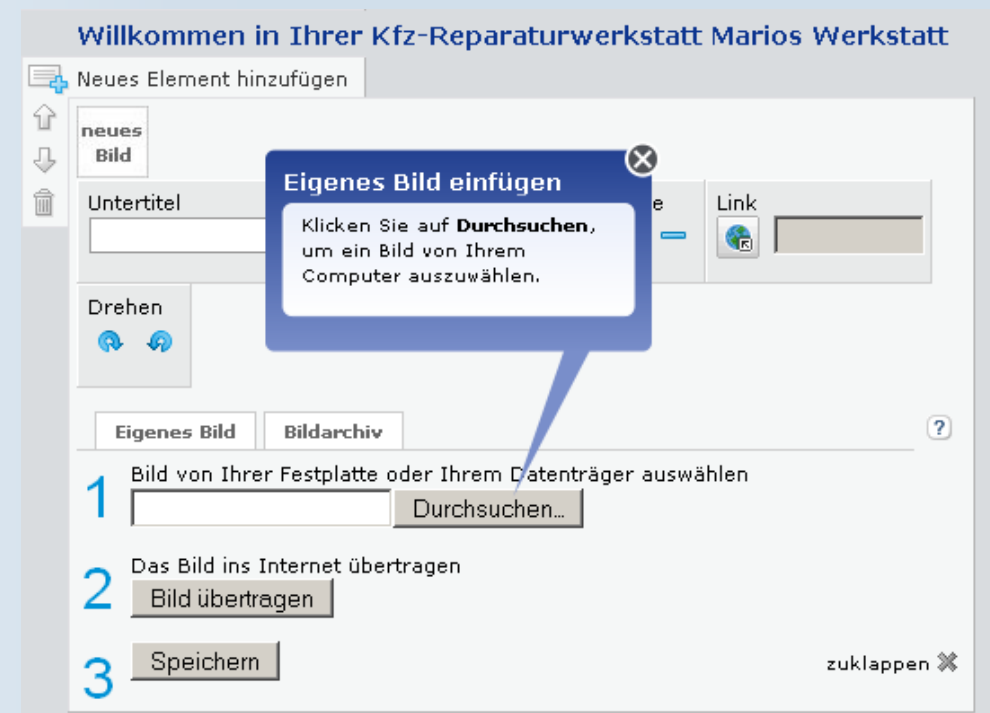 Willkommen in Ihrer Kfz-Reparaturwerkstatt Marios Werkstatt
Neues Element hinzufügen
neues
Bild
Eigenes Bild einfügen
Klicken Sie auf Durchsuchen,
um ein Bild von Ihrem
Computer auszuwählen.
Untertitel
Link
Drehen
Eigenes Bild
Bildarchiv
?
1
Bild von Ihrer Festplatte oder Ihrem Datenträger auswählen
Durchsuchen...
2
Das Bild ins Internet übertragen
Bild übertragen
3
Speichern
zuklappen